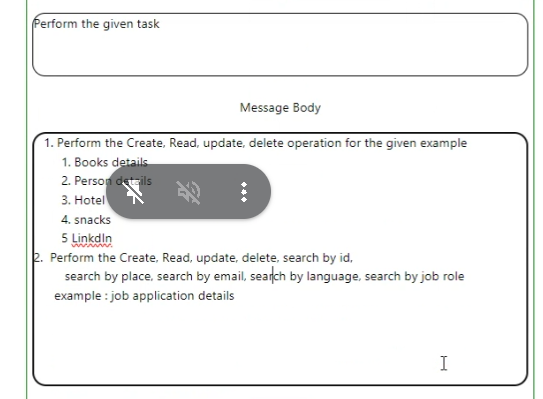 Perform the given task
Message Body
1. Perform the Create, Read, update, delete operation for the given example
1. Books details
2. Person details
3. Hotel
4. snacks
5 LinkdIn
2. Perform the Create, Read, update, delete, search by id,
search by place, search by email, search by language, search by job role
example : job application details